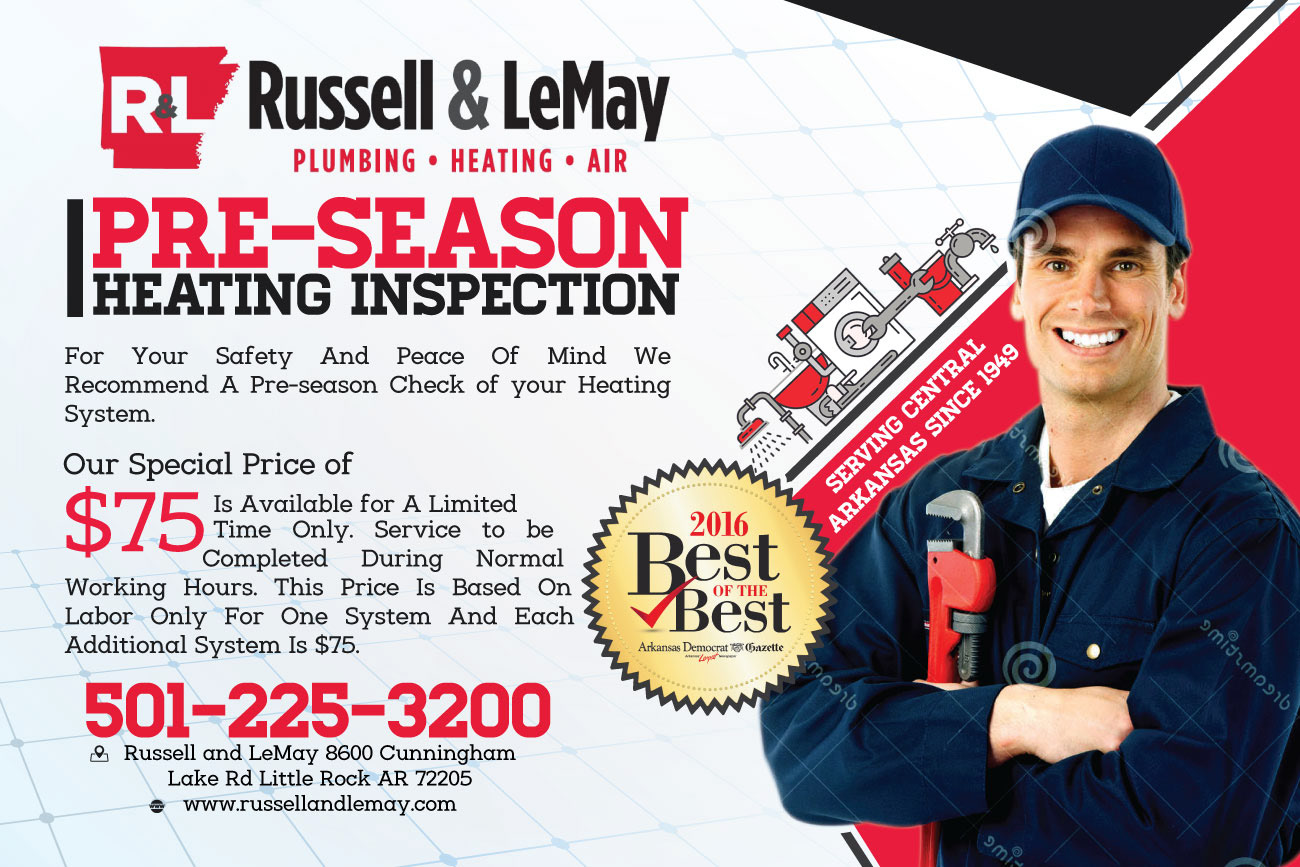 R&L
Russell & LeMay
PLUMBING • HEATING • AIR
PRE-SEASON
HEATING INSPECTION
For Your Safety And Peace Of Mind We
Recommend A Pre-season Check of your Heating
System.
Our Special Price of
$75 Is Available for A Limited
Time Only. Service to be
Completed During Normal
Working Hours. This Price Is Based On
Labor Only For One System And Each
Additional System Is $75.
501-225-3200
Russell and LeMay 8600 Cunningham
Lake Rd Little Rock AR 72205
www.russellandlemay.com
SERVING CENTRAL
ARKANSAS SINCE 1949
2016
Best
OF THE
Best
Arkansas Democrat Gazette